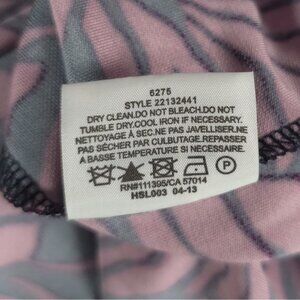 6275
STYLE 22132441
DRY CLEAN.DO NOT BLEACH.DO NOT
TUMBLE DRY.COOL IRON IF NECESSARY.
NETTOYAGE À SEC.NE PAS JAVELLISER.NE
PAS SÉCHER PAR CULBUTAGE.REPASSER
A BASSE TEMPERATURE SI NECESSAIRE.
P
RN#111395/CA 57014
HSL003 04-13